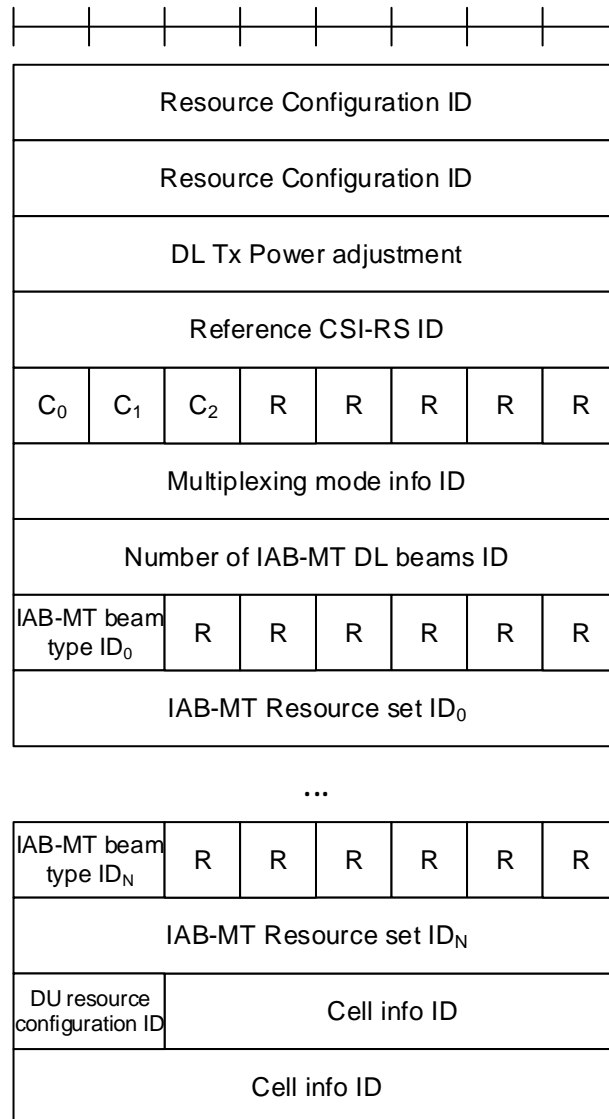 Resource Configuration ID
Resource Configuration ID
DL Tx Power adjustment
Reference CSI-RS ID
C₀ C₁ C₂ R R R R R
Multiplexing mode info ID
Number of IAB-MT DL beams ID
IAB-MT beam
type ID₀ R R R R R R
IAB-MT Resource set ID₀
...
IAB-MT beam
type ID_N R R R R R R
IAB-MT Resource set ID_N
DU resource
configuration ID Cell info ID
Cell info ID